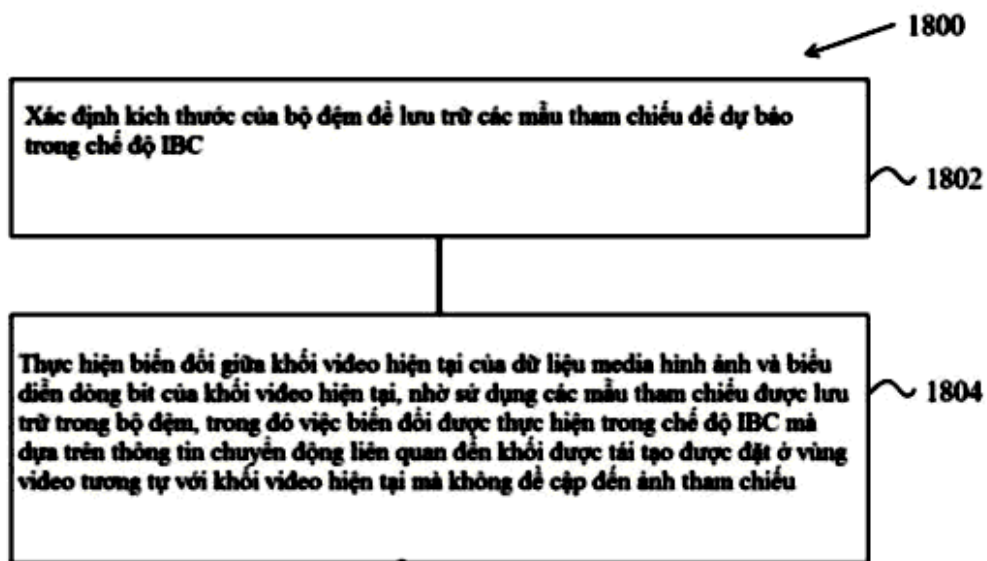 1800
Xác định kích thước của bộ đệm để lưu trữ các mẫu tham chiếu để dự báo
trong chế độ IBC
1802
Thực hiện biến đổi giữa khối video hiện tại của dữ liệu media hình ảnh và biểu
diễn dòng bit của khối video hiện tại, nhờ sử dụng các mẫu tham chiếu được lưu
trữ trong bộ đệm, trong đó việc biến đổi được thực hiện trong chế độ IBC mà
dựa trên thông tin chuyển động liên quan đến khối được tái tạo được đặt ở vùng
video tương tự với khối video hiện tại mà không đề cập đến ảnh tham chiếu
1804